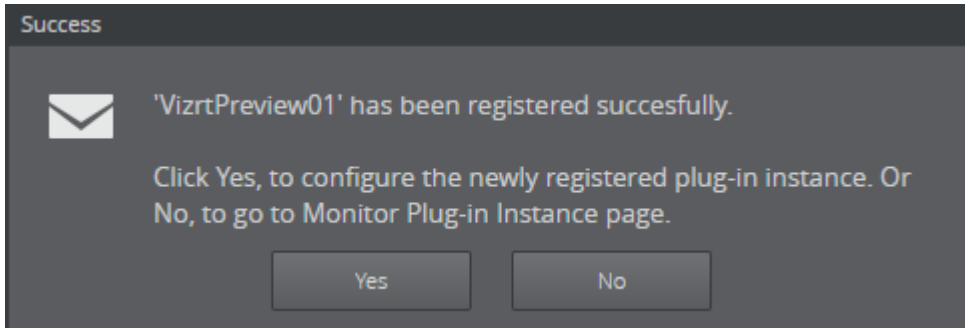 Success
'VizrtPreview01' has been registered succesfully.
Click Yes, to configure the newly registered plug-in instance. Or
No, to go to Monitor Plug-in Instance page.
Yes
No